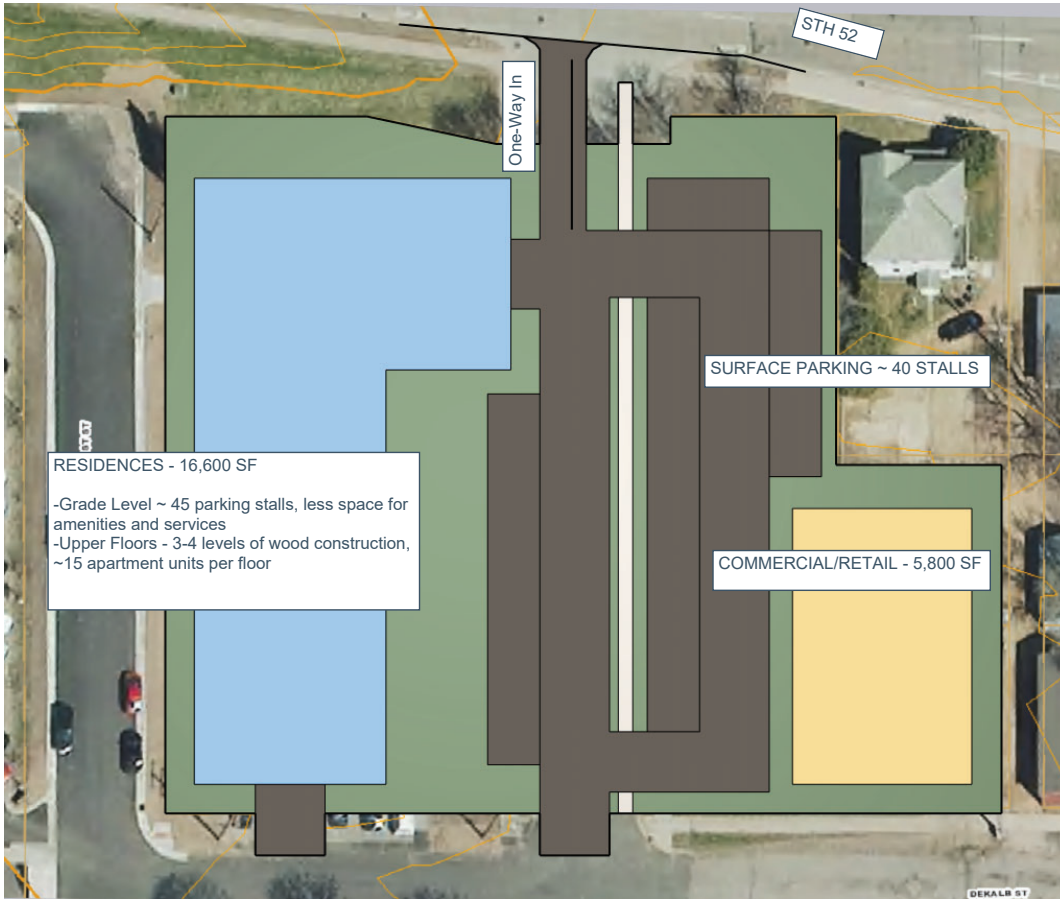 STH 52
One-Way In
SURFACE PARKING ~ 40 STALLS
RESIDENCES - 16,600 SF
-Grade Level ~ 45 parking stalls, less space for
amenities and services
-Upper Floors - 3-4 levels of wood construction,
~15 apartment units per floor
COMMERCIAL/RETAIL - 5,800 SF
DEKALB ST